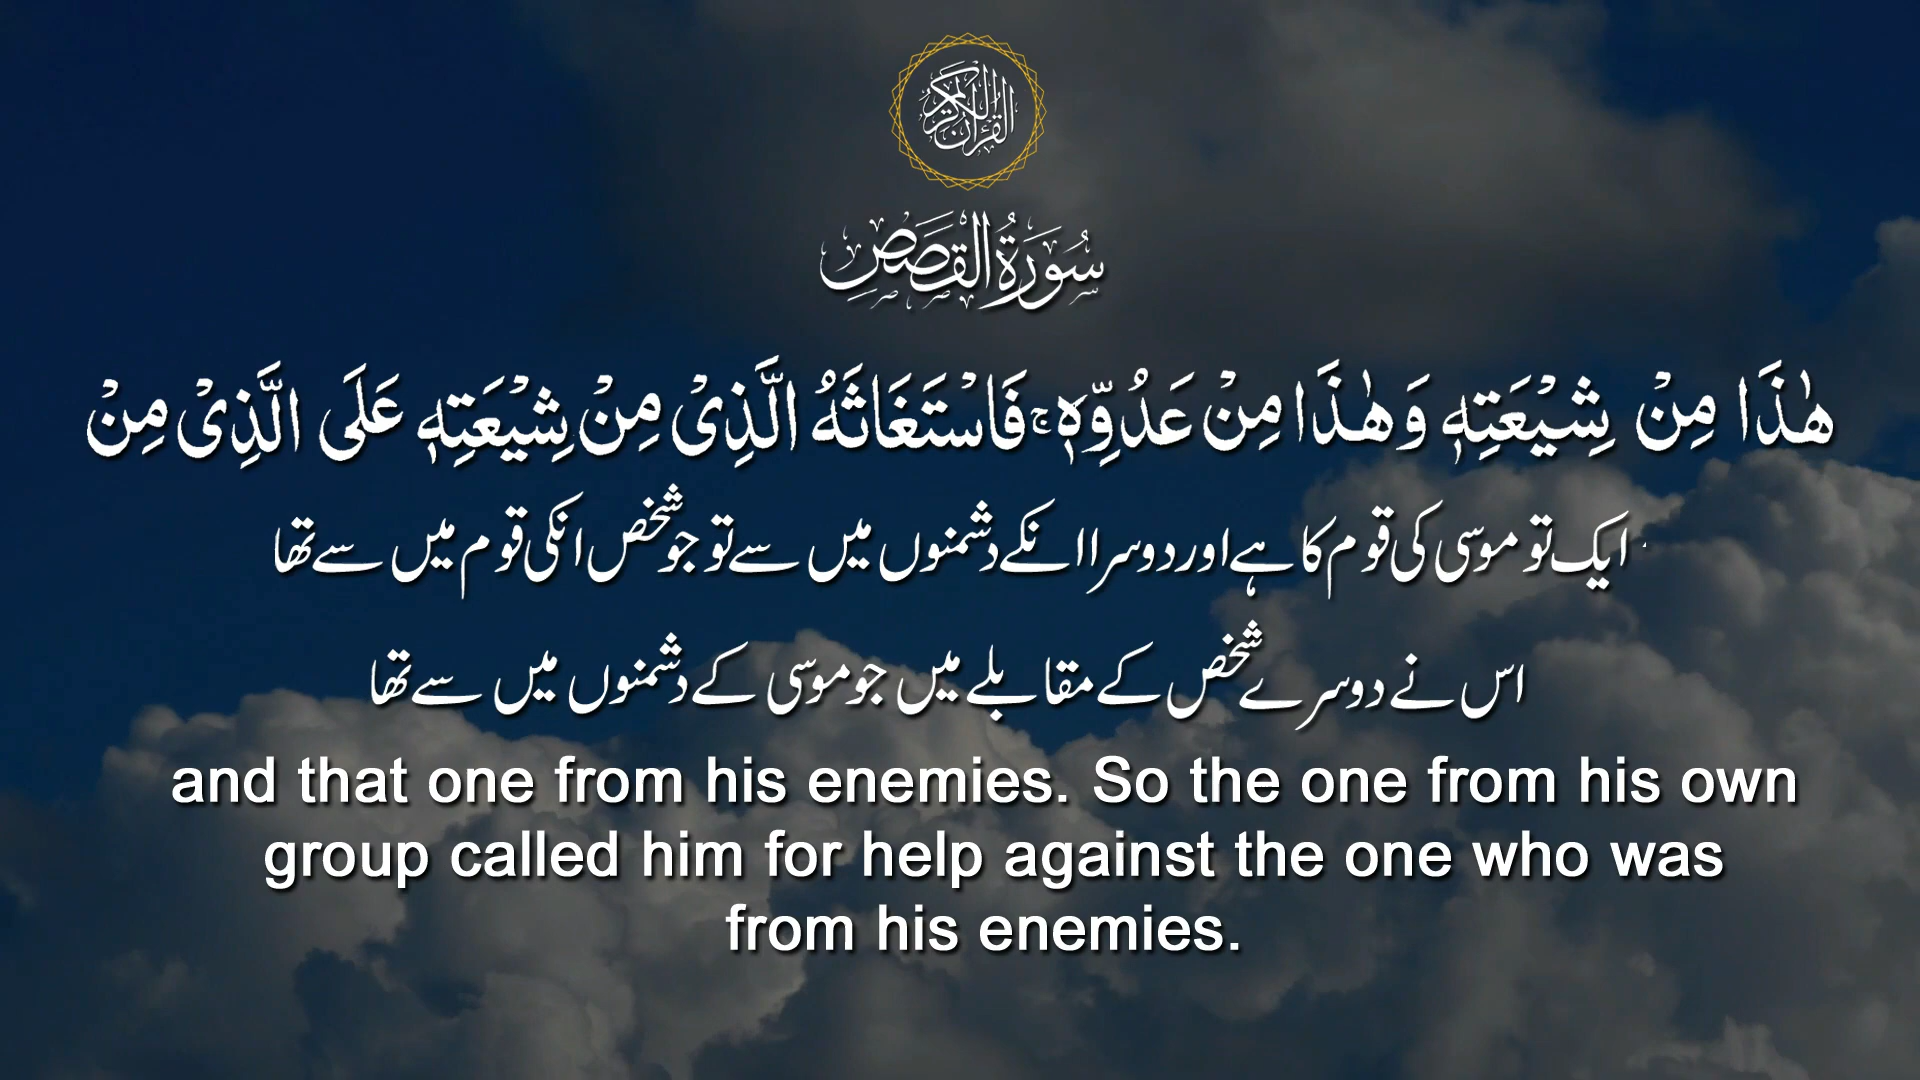 القرآن الكريم
سُورَةُ القَصَصِ
هٰذَا مِنْ شِيْعَتِهٖ وَهٰذَا مِنْ عَدُوِّهٖ ۚ فَاسْتَغَاثَهُ الَّذِىْ مِنْ شِيْعَتِهٖ عَلَى الَّذِىْ مِنْ
ایک تو موسی کی قوم کا ہے اور دوسرا انکے دشمنوں میں سے تو جو شخص انکی قوم میں سے تھا
اس نے دوسرے شخص کے مقابلے میں جو موسی کے دشمنوں میں سے تھا
and that one from his enemies. So the one from his own
group called him for help against the one who was
from his enemies.